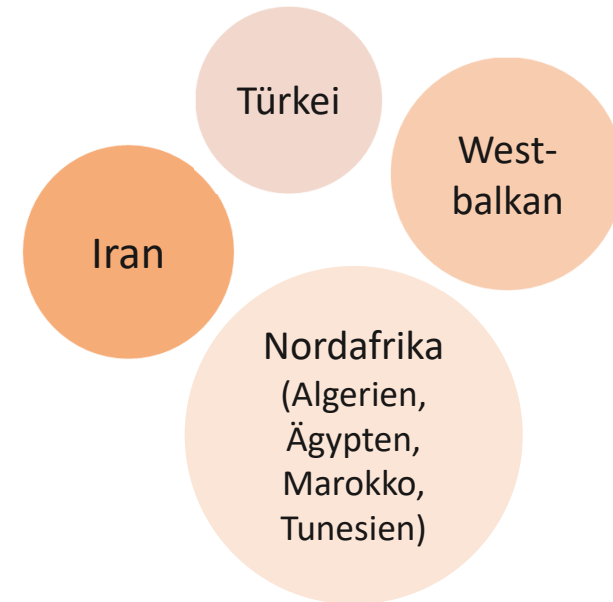 Türkei
West-
balkan
Iran
Nordafrika
(Algerien,
Ägypten,
Marokko,
Tunesien)